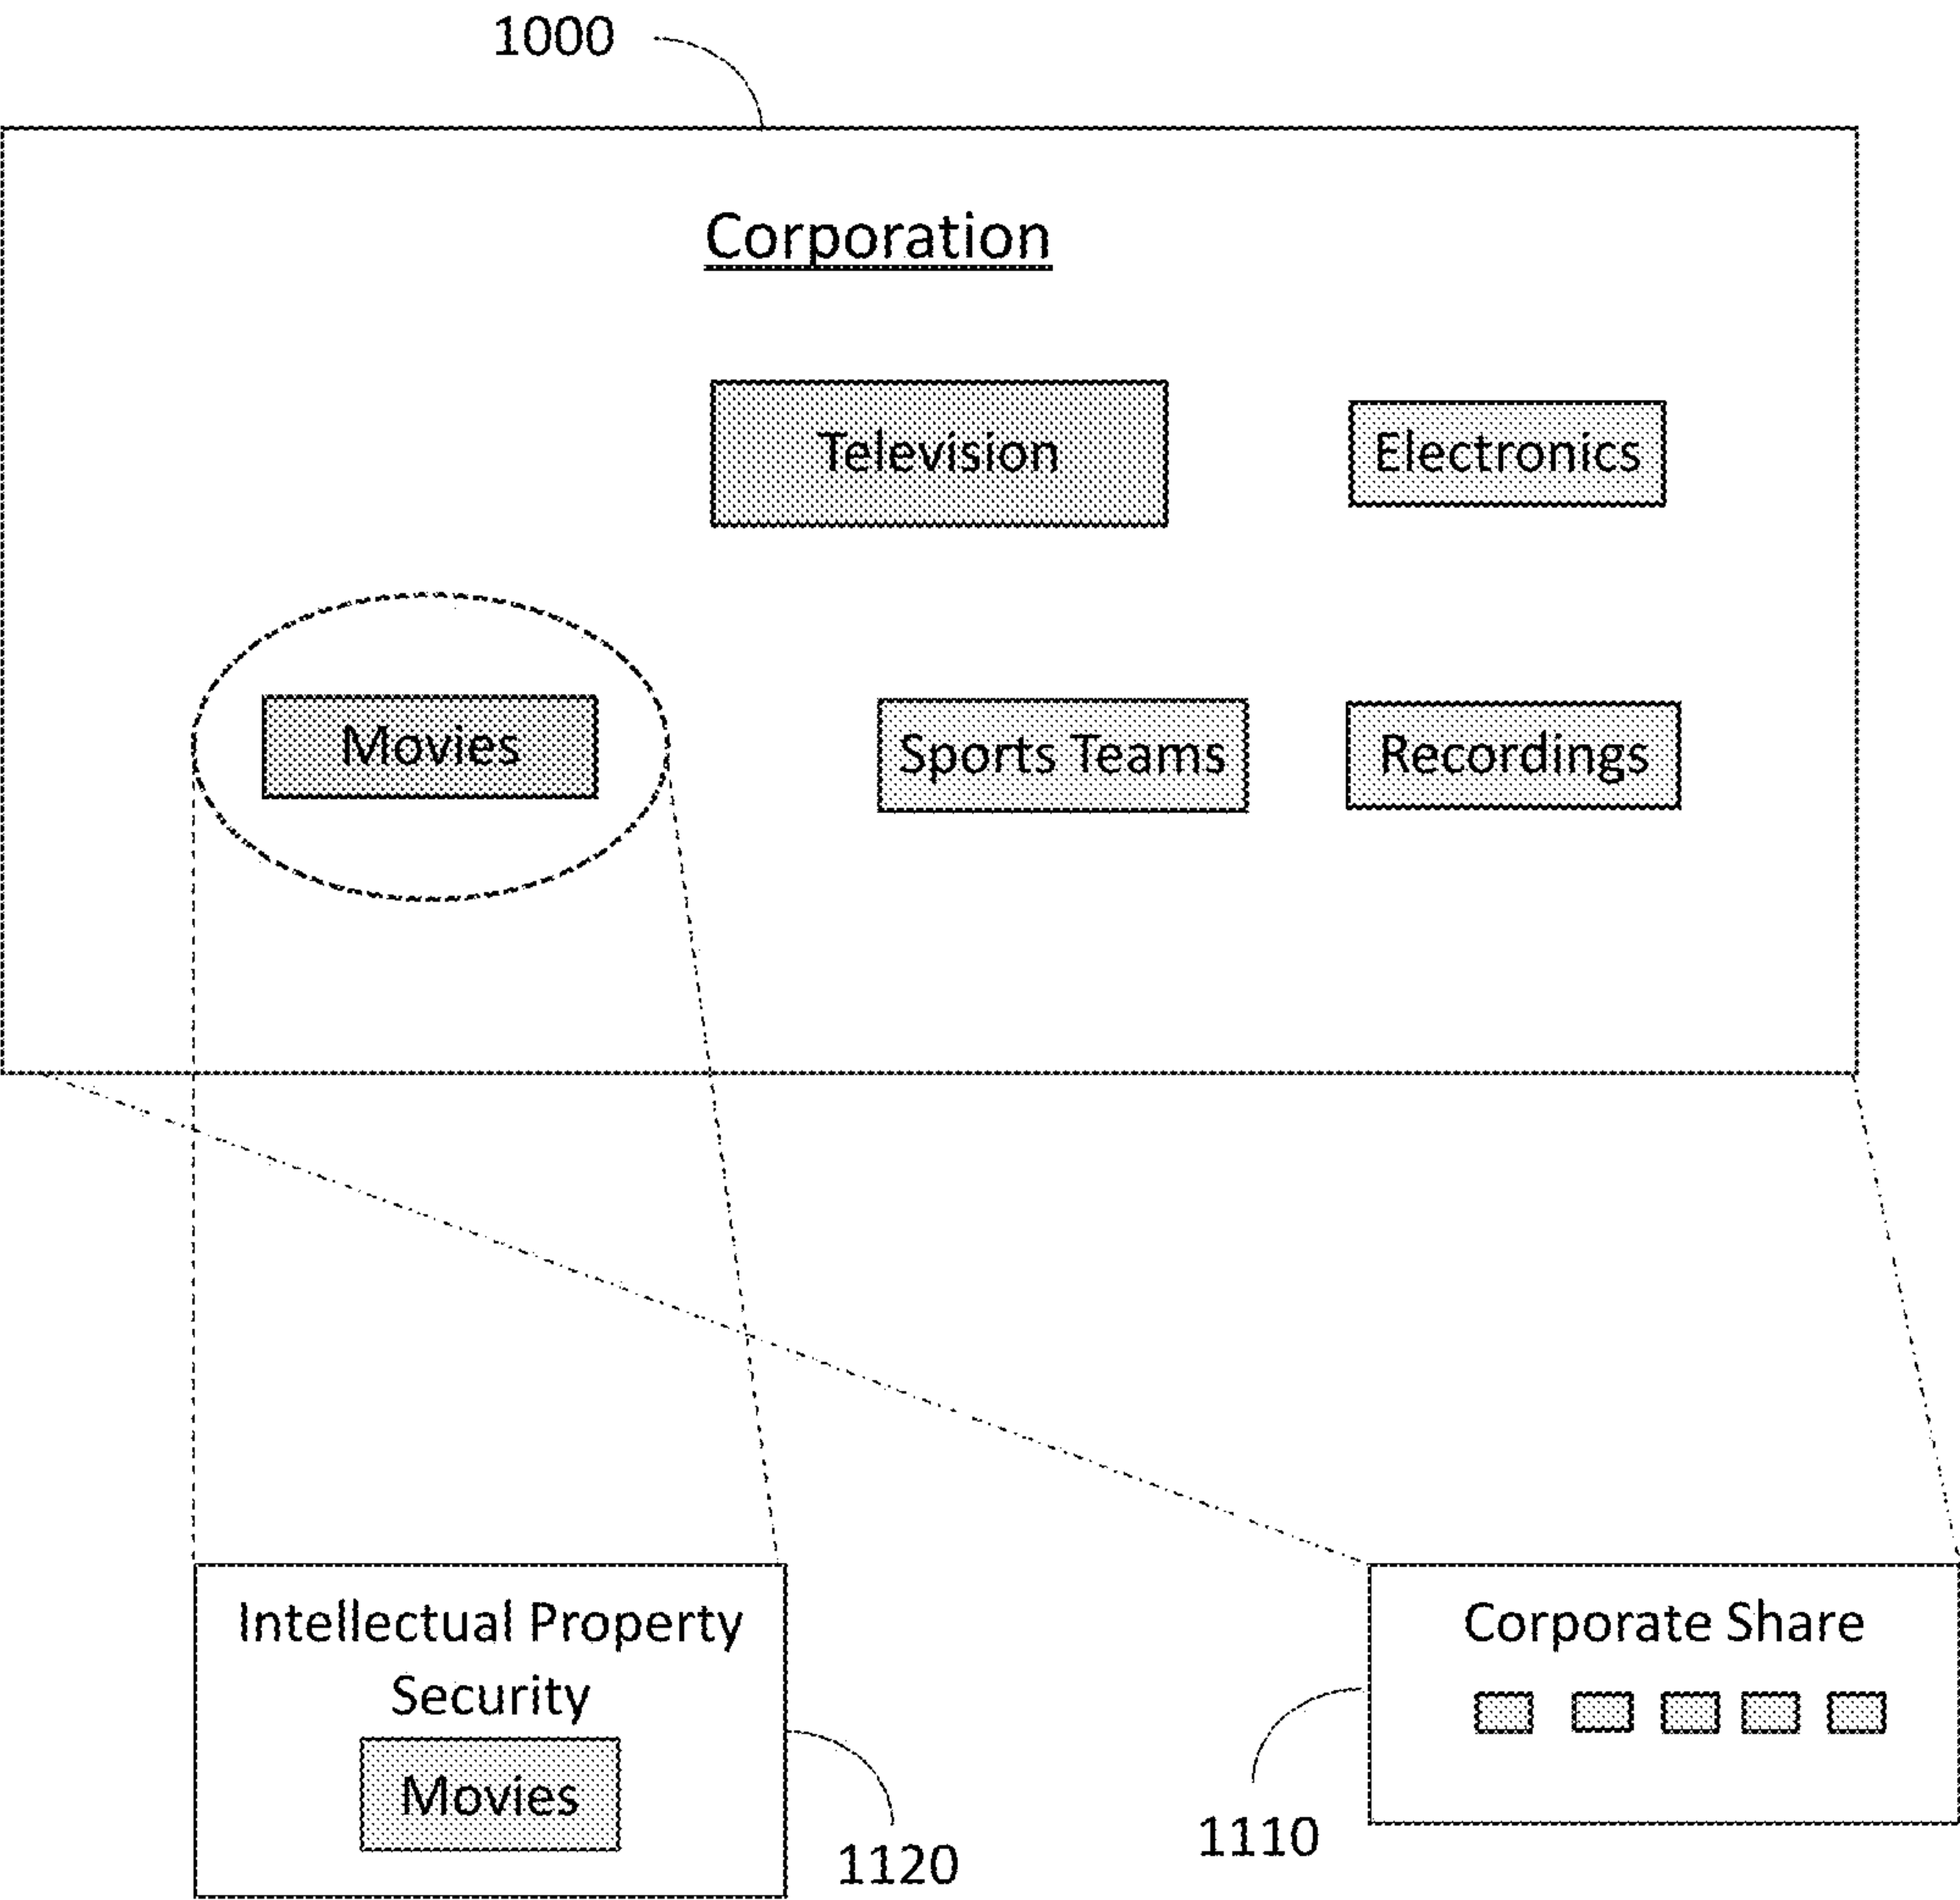 1000
Corporation
Television
Electronics
Movies
Sports Teams
Recordings
Intellectual Property
Security
Movies
1120
Corporate Share
1110